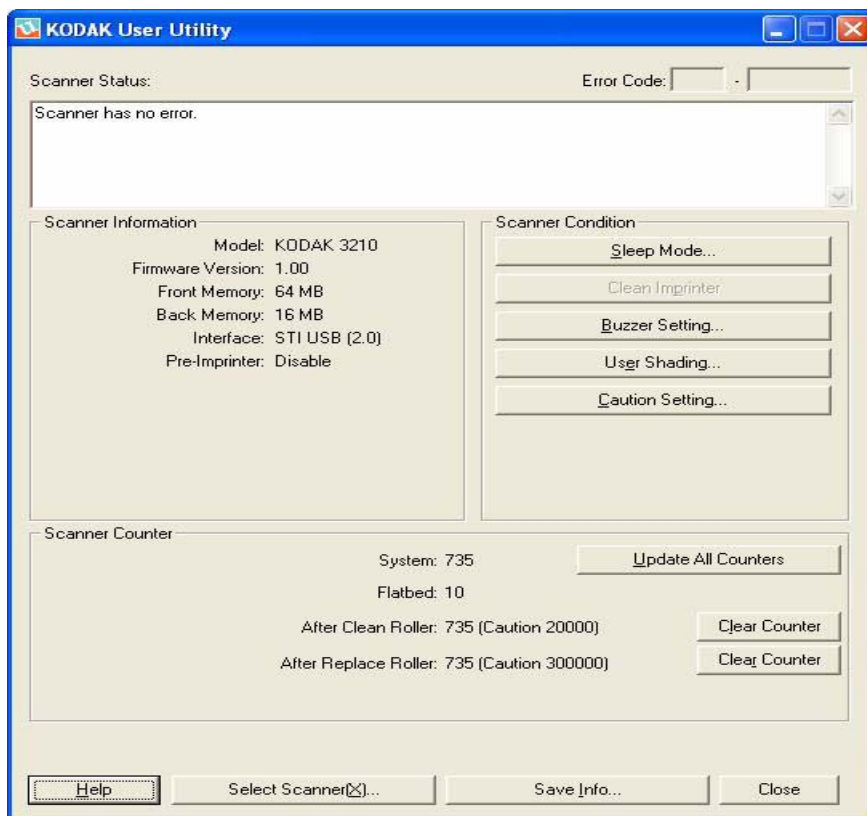 KODAK User Utility
Scanner Status:
Error Code: -
Scanner has no error.
Scanner Information
Model: KODAK 3210
Firmware Version: 1.00
Front Memory: 64 MB
Back Memory: 16 MB
Interface: STI USB (2.0)
Pre-Imprinter: Disable
Scanner Condition
Sleep Mode...
Clean Imprinter
Buzzer Setting...
User Shading...
Caution Setting...
Scanner Counter
System: 735
Update All Counters
Flatbed: 10
After Clean Roller: 735 (Caution 20000)
Clear Counter
After Replace Roller: 735 (Caution 300000)
Clear Counter
Help
Select Scanner(X)...
Save Info...
Close